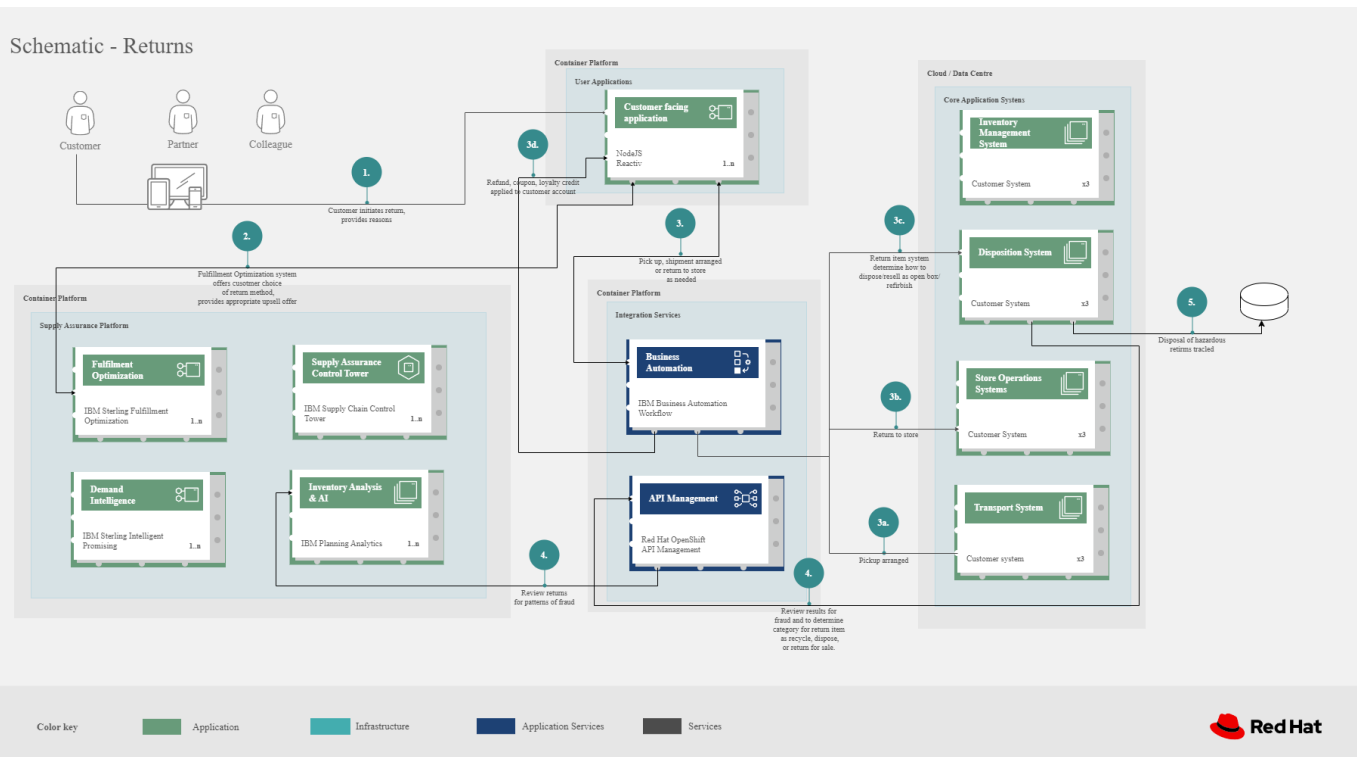 Schematic - Returns
Customer
Partner
Colleague
1.
Customer initiates return,
provides reasons
2.
Fulfillment Optimization system
offers cusotmer choice
of return method,
provides appropriate upsell offer
Container Platform
User Applications
Customer facing
application
NodeJS
Reactiv
1..n
3d.
Refund, coupon, loyalty credit
applied to customer account
3.
Pick up, shipment arranged
or return to store
as needed
Container Platform
Supply Assurance Platform
Fulfilment
Optimization
IBM Sterling Fulfillment
Optimization
1..n
Supply Assurance
Control Tower
IBM Supply Chain Control
Tower
1..n
Demand
Intelligence
IBM Sterling Intelligent
Promising
1..n
Inventory Analysis
& AI
IBM Planning Analytics
1..n
4.
Review returns
for patterns of fraud
Container Platform
Integration Services
Business
Automation
IBM Business Automation
Workflow
API Management
Red Hat OpenShift
API Management
4.
Review results for
fraud and to determine
category for return item
as recycle, dispose,
or return for sale.
3c.
Return item system
determine how to
dispose/resell as open box/
refirbish
3b.
Return to store
3a.
Pickup arranged
Cloud / Data Centre
Core Application Systems
Inventory
Management
System
Customer System
x3
Disposition System
Customer System
x3
Store Operations
Systems
Customer System
x3
Transport System
Customer system
x3
5.
Disposal of hazardous
retirms tracled
Color key
Application
Infrastructure
Application Services
Services
Red Hat